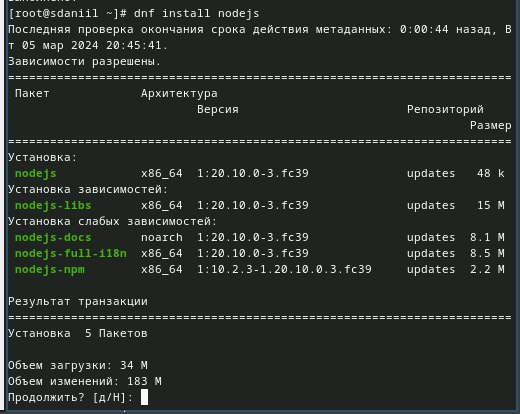 [root@sdaniil ~]# dnf install nodejs
Последняя проверка окончания срока действия метаданных: 0:00:44 назад, В
т 05 мар 2024 20:45:41.
Зависимости разрешены.
========================================================================
Пакет Архитектура
Версия Репозиторий
Размер
========================================================================
Установка:
nodejs x86_64 1:20.10.0-3.fc39 updates 48 k
Установка зависимостей:
nodejs-libs x86_64 1:20.10.0-3.fc39 updates 15 M
Установка слабых зависимостей:
nodejs-docs noarch 1:20.10.0-3.fc39 updates 8.1 M
nodejs-full-i18n x86_64 1:20.10.0-3.fc39 updates 8.5 M
nodejs-npm x86_64 1:10.2.3-1.20.10.0.3.fc39 updates 2.2 M
Результат транзакции
========================================================================
Установка 5 Пакетов
Объем загрузки: 34 M
Объем изменений: 183 M
Продолжить? [д/Н]: